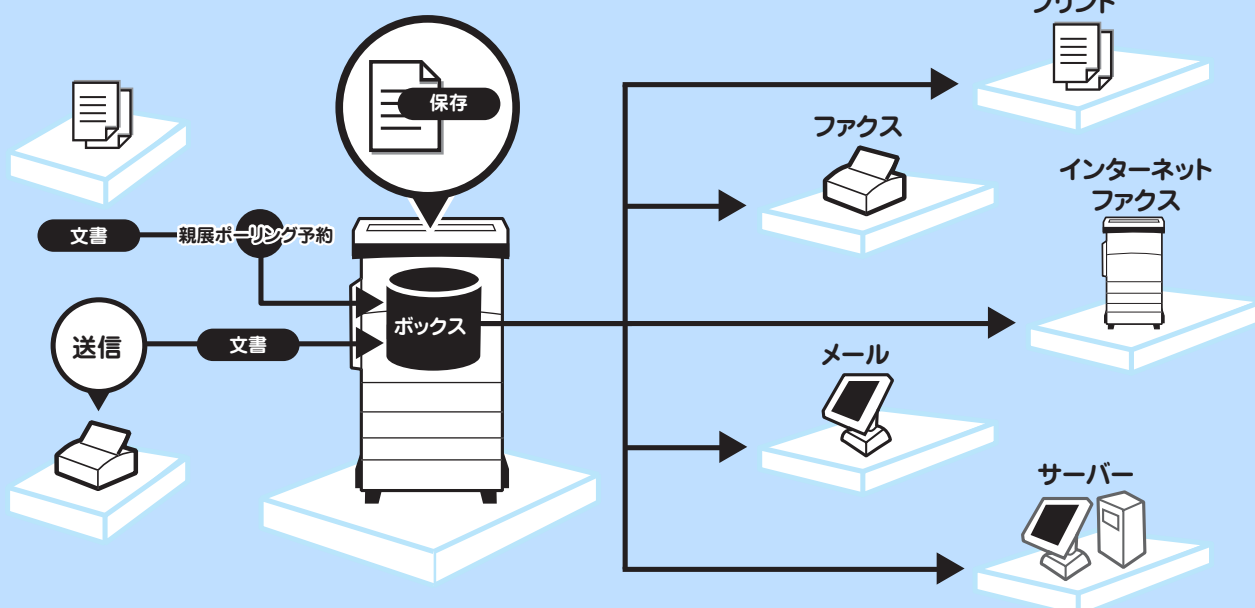 プリント
保存
ファクス
インターネット
ファクス
文書
親展ポーリング予約
ボックス
送信
文書
メール
サーバー